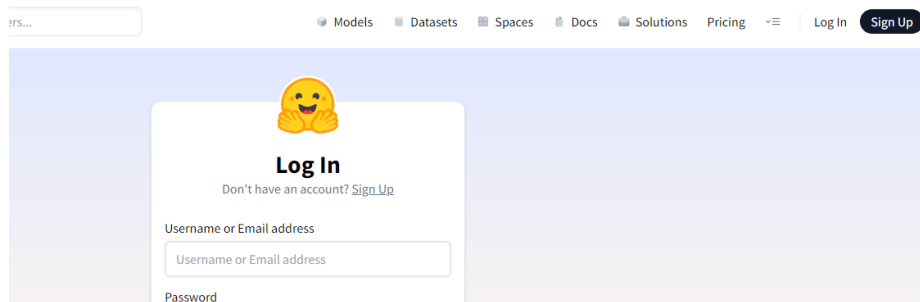 ers...
Models Datasets Spaces Docs Solutions Pricing Log In Sign Up
Log In
Don't have an account? Sign Up
Username or Email address
Username or Email address
Password